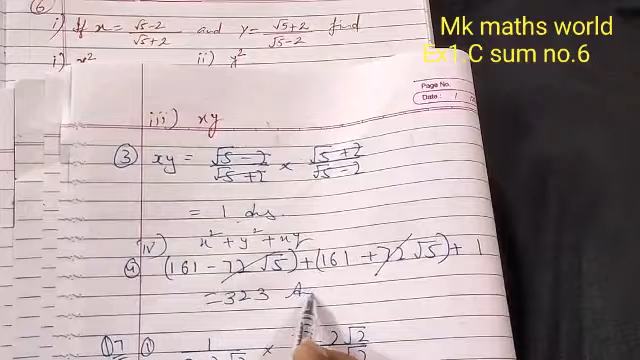 Mk maths world
Ex1.C sum no.6
(6)
i) If x = √5-2/√5+2 and y = √5+2/√5-2 find
i) x² ii) y²
Page No.
Date: 1
iii) xy
(3) xy = √5-2/√5+2 × √5+2/√5-2
= 1 Ans.
iv) x² + y² + xy
(4) (161 - 72√5) + (161 + 72√5) + 1
= 323 A